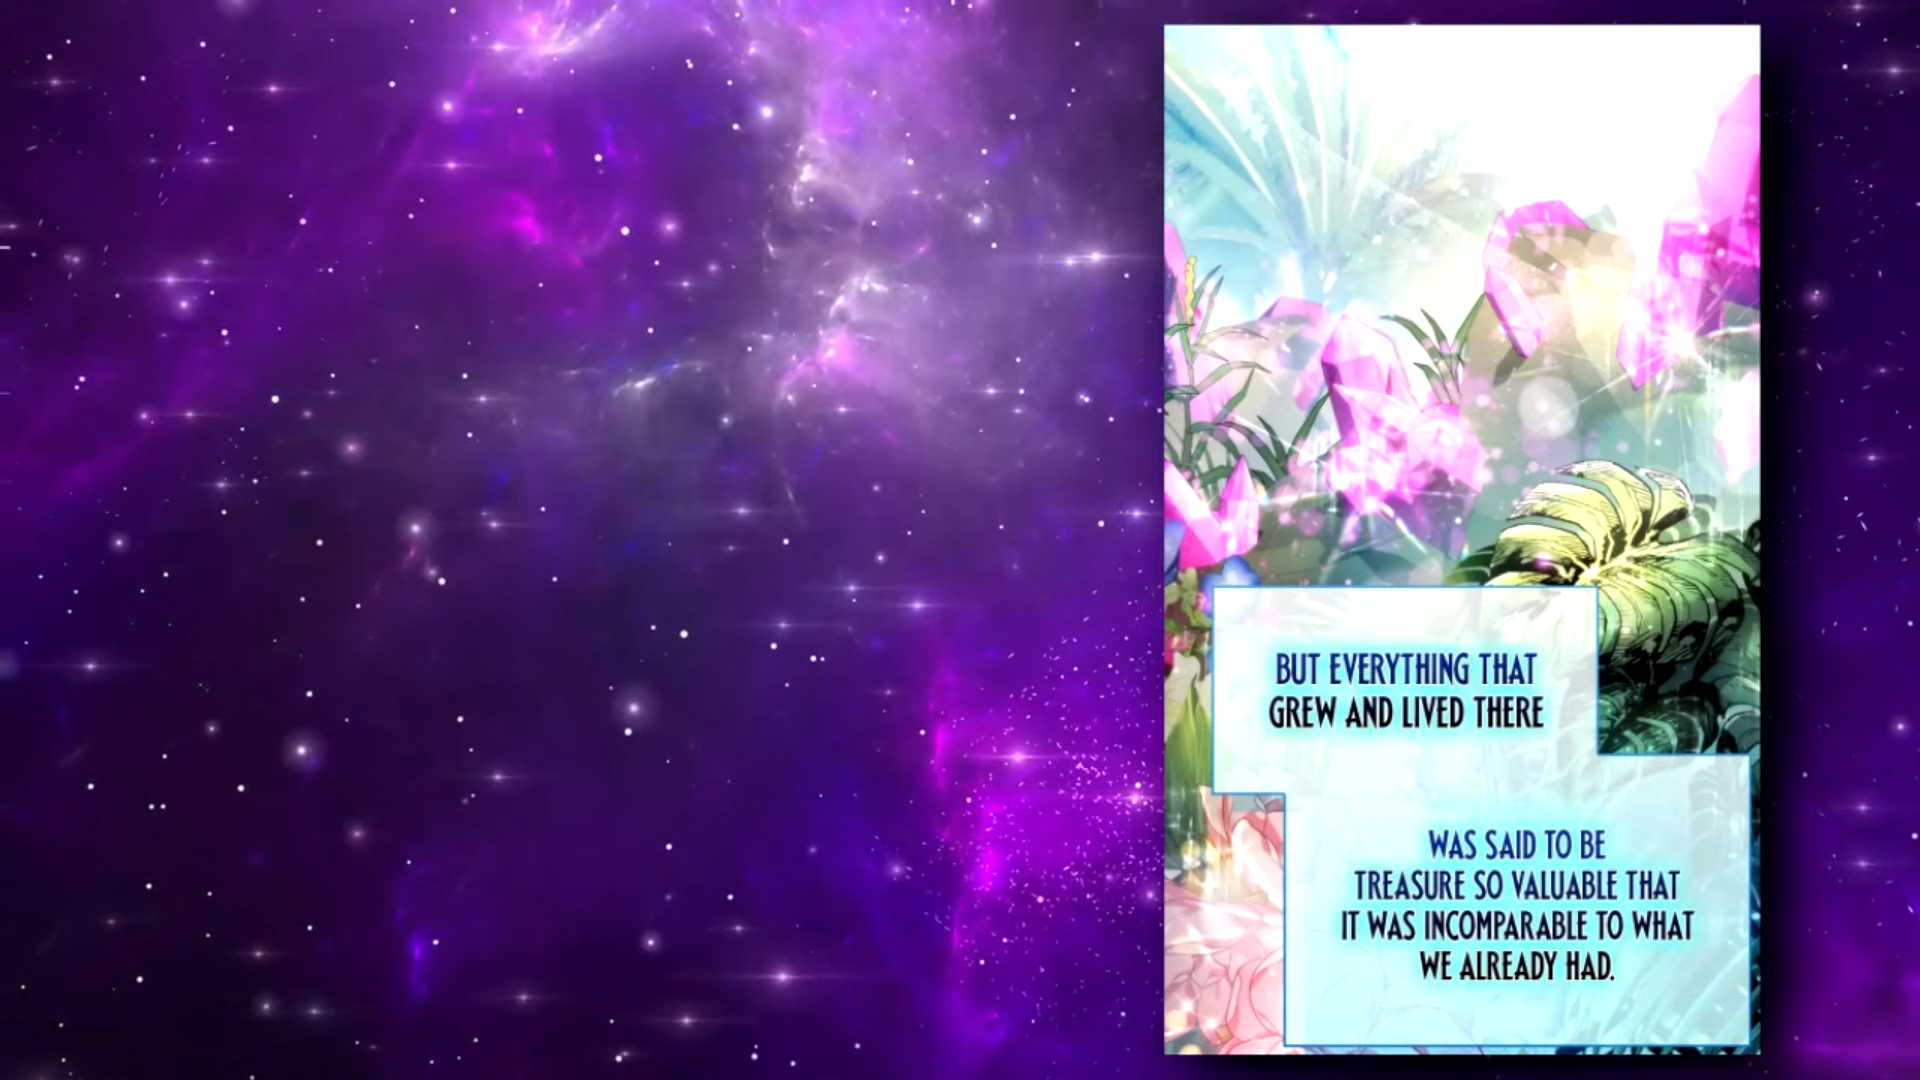 BUT EVERYTHING THAT
GREW AND LIVED THERE
WAS SAID TO BE
TREASURE SO VALUABLE THAT
IT WAS INCOMPARABLE TO WHAT
WE ALREADY HAD.